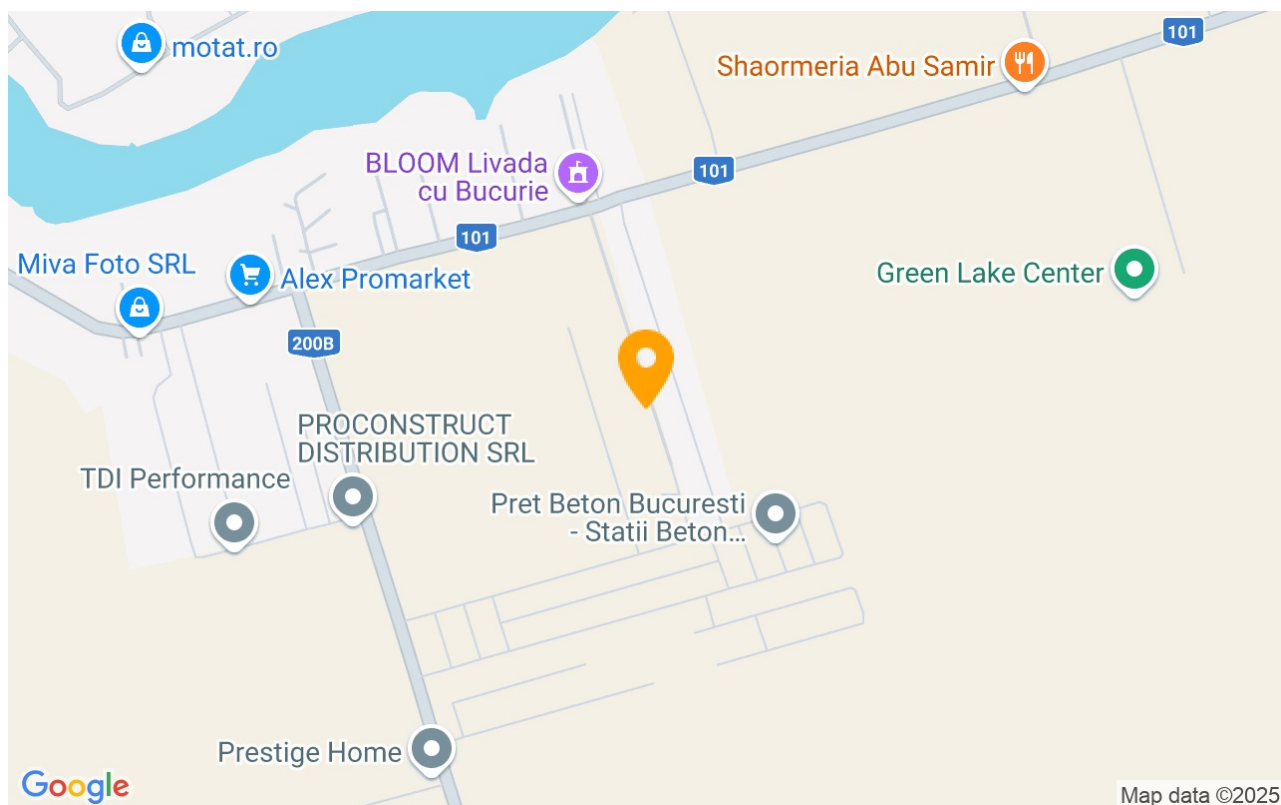 motat.ro
101
Shaormeria Abu Samir
BLOOM Livada
cu Bucurie
101
101
Miva Foto SRL
Alex Promarket
Green Lake Center
200B
PROCONSTRUCT
DISTRIBUTION SRL
TDI Performance
Pret Beton Bucuresti
- Statii Beton...
Prestige Home
Google
Map data ©2025